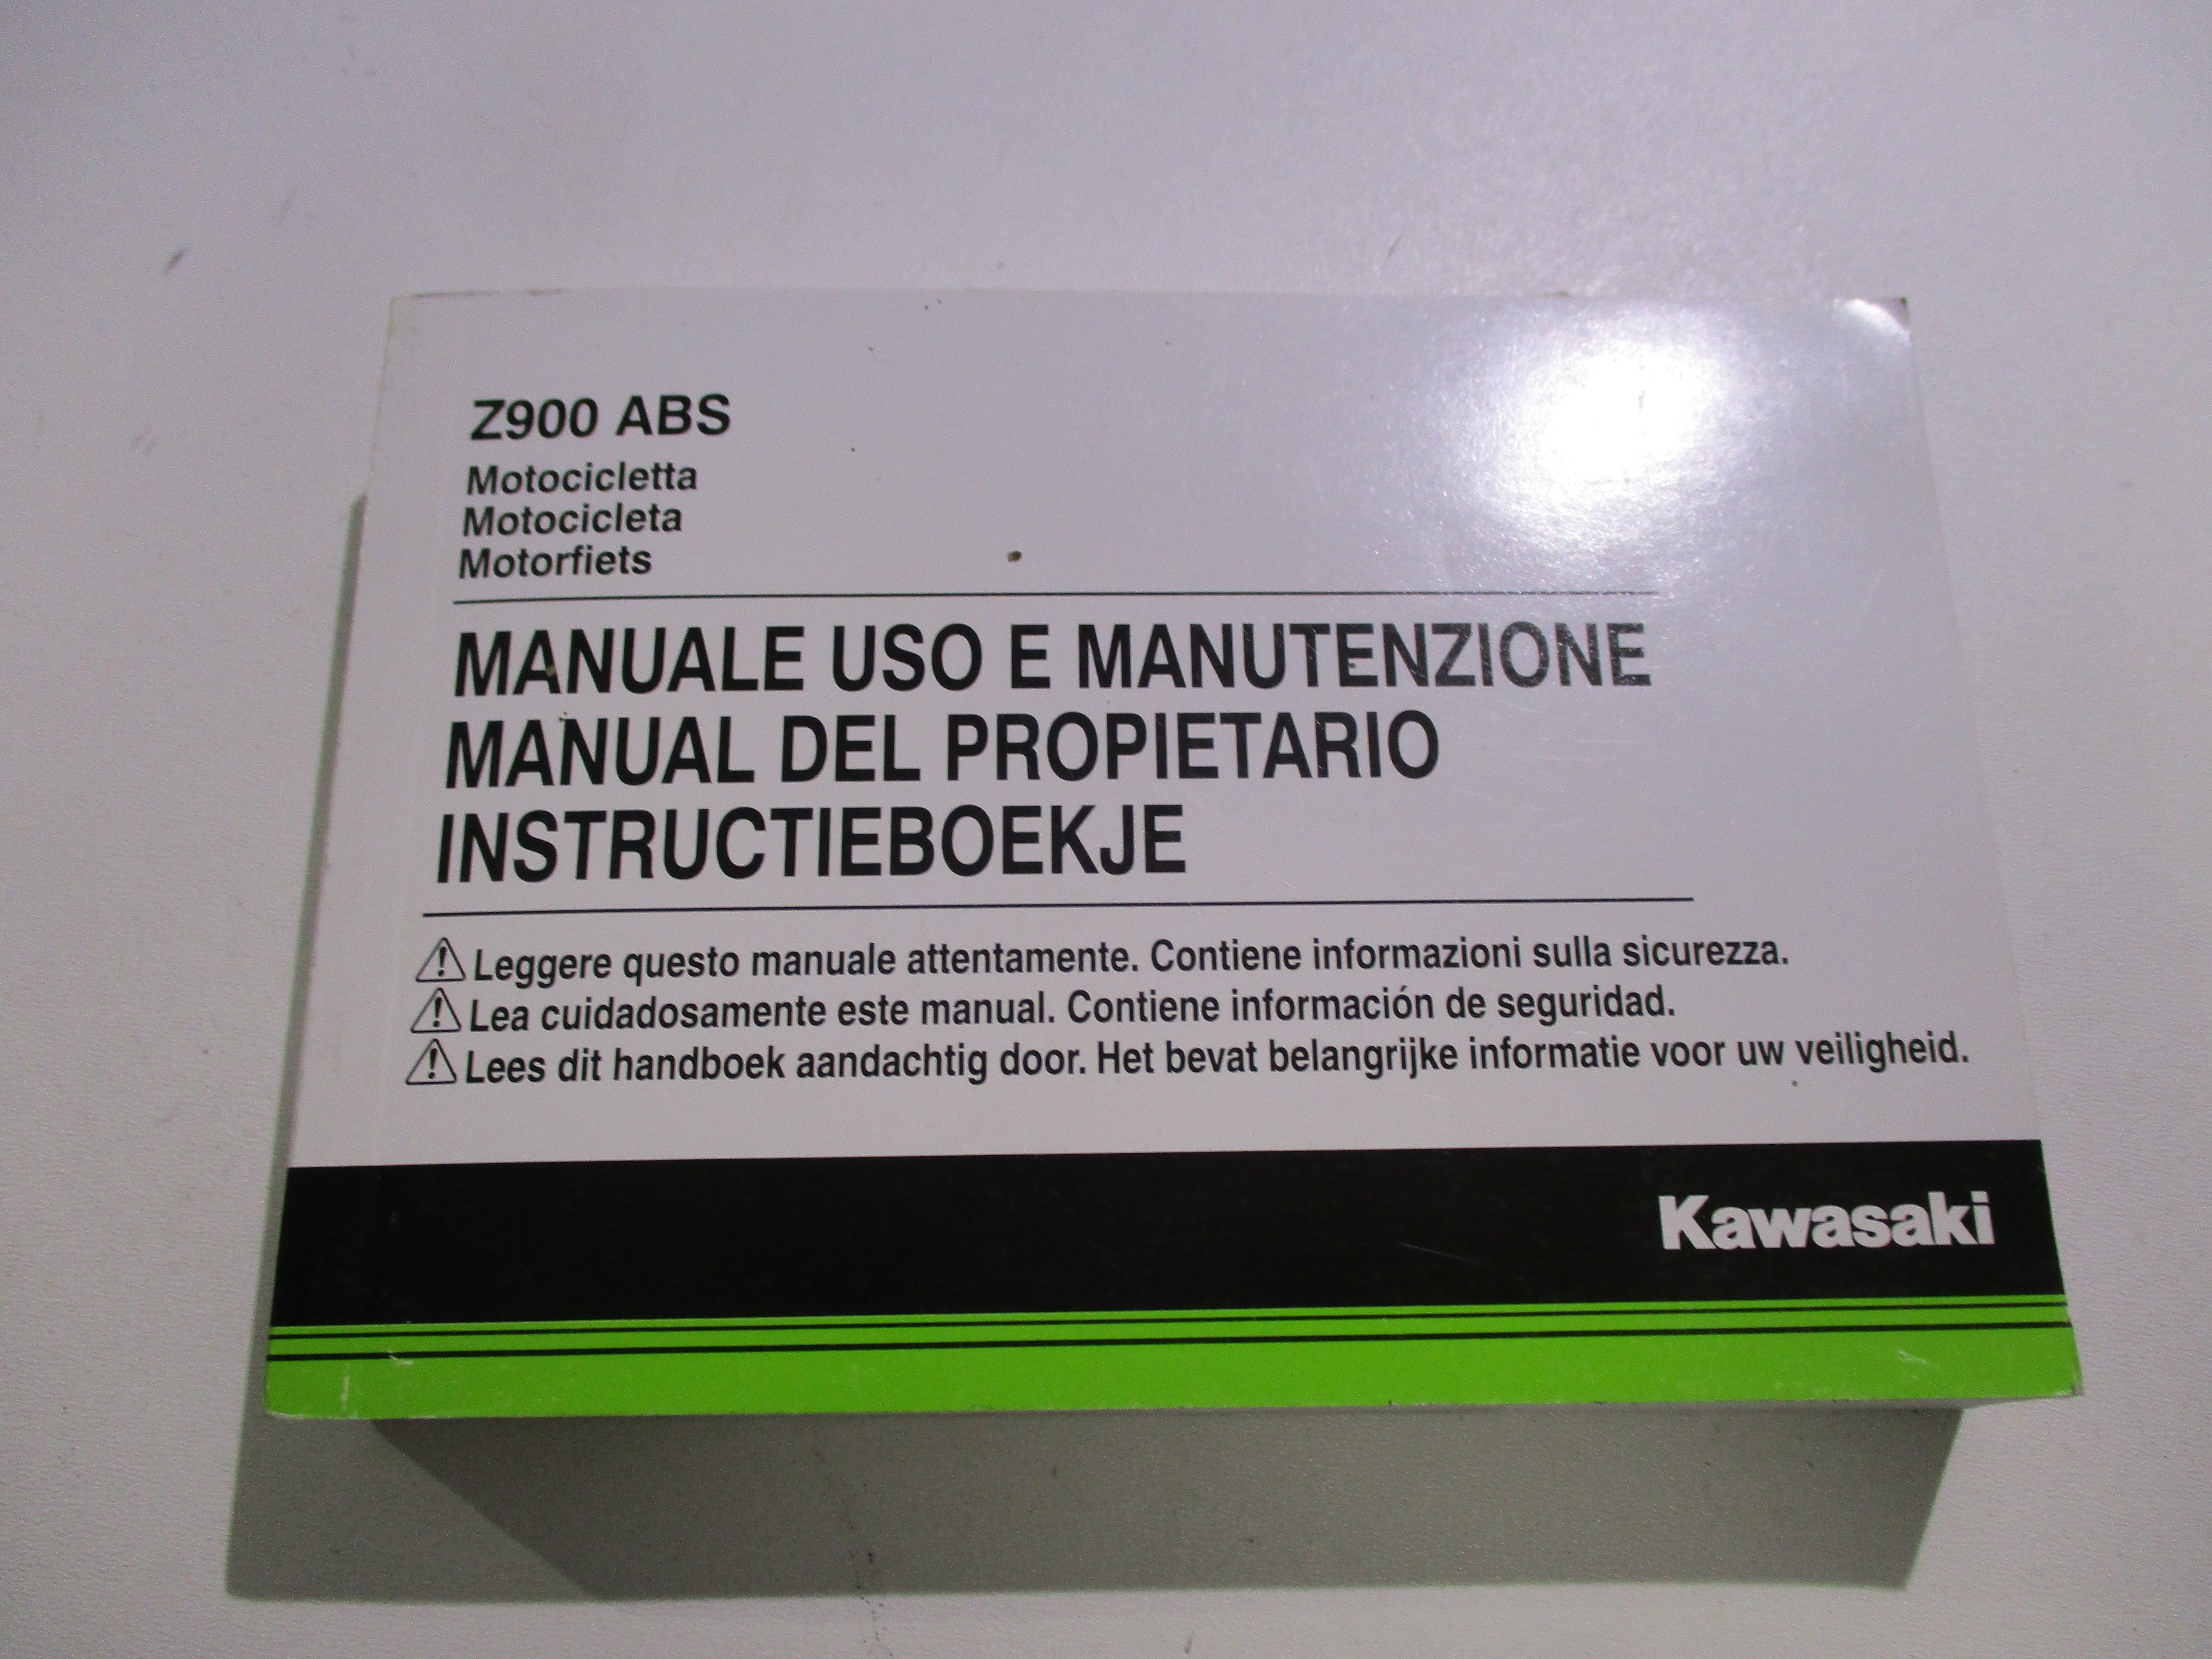 Z900 ABS
Motocicletta
Motocicleta
Motorfiets
MANUALE USO E MANUTENZIONE
MANUAL DEL PROPIETARIO
INSTRUCTIEBOEKJE
Leggere questo manuale attentamente. Contiene informazioni sulla sicurezza.
Lea cuidadosamente este manual. Contiene información de seguridad.
Lees dit handboek aandachtig door. Het bevat belangrijke informatie voor uw veiligheid.
Kawasaki